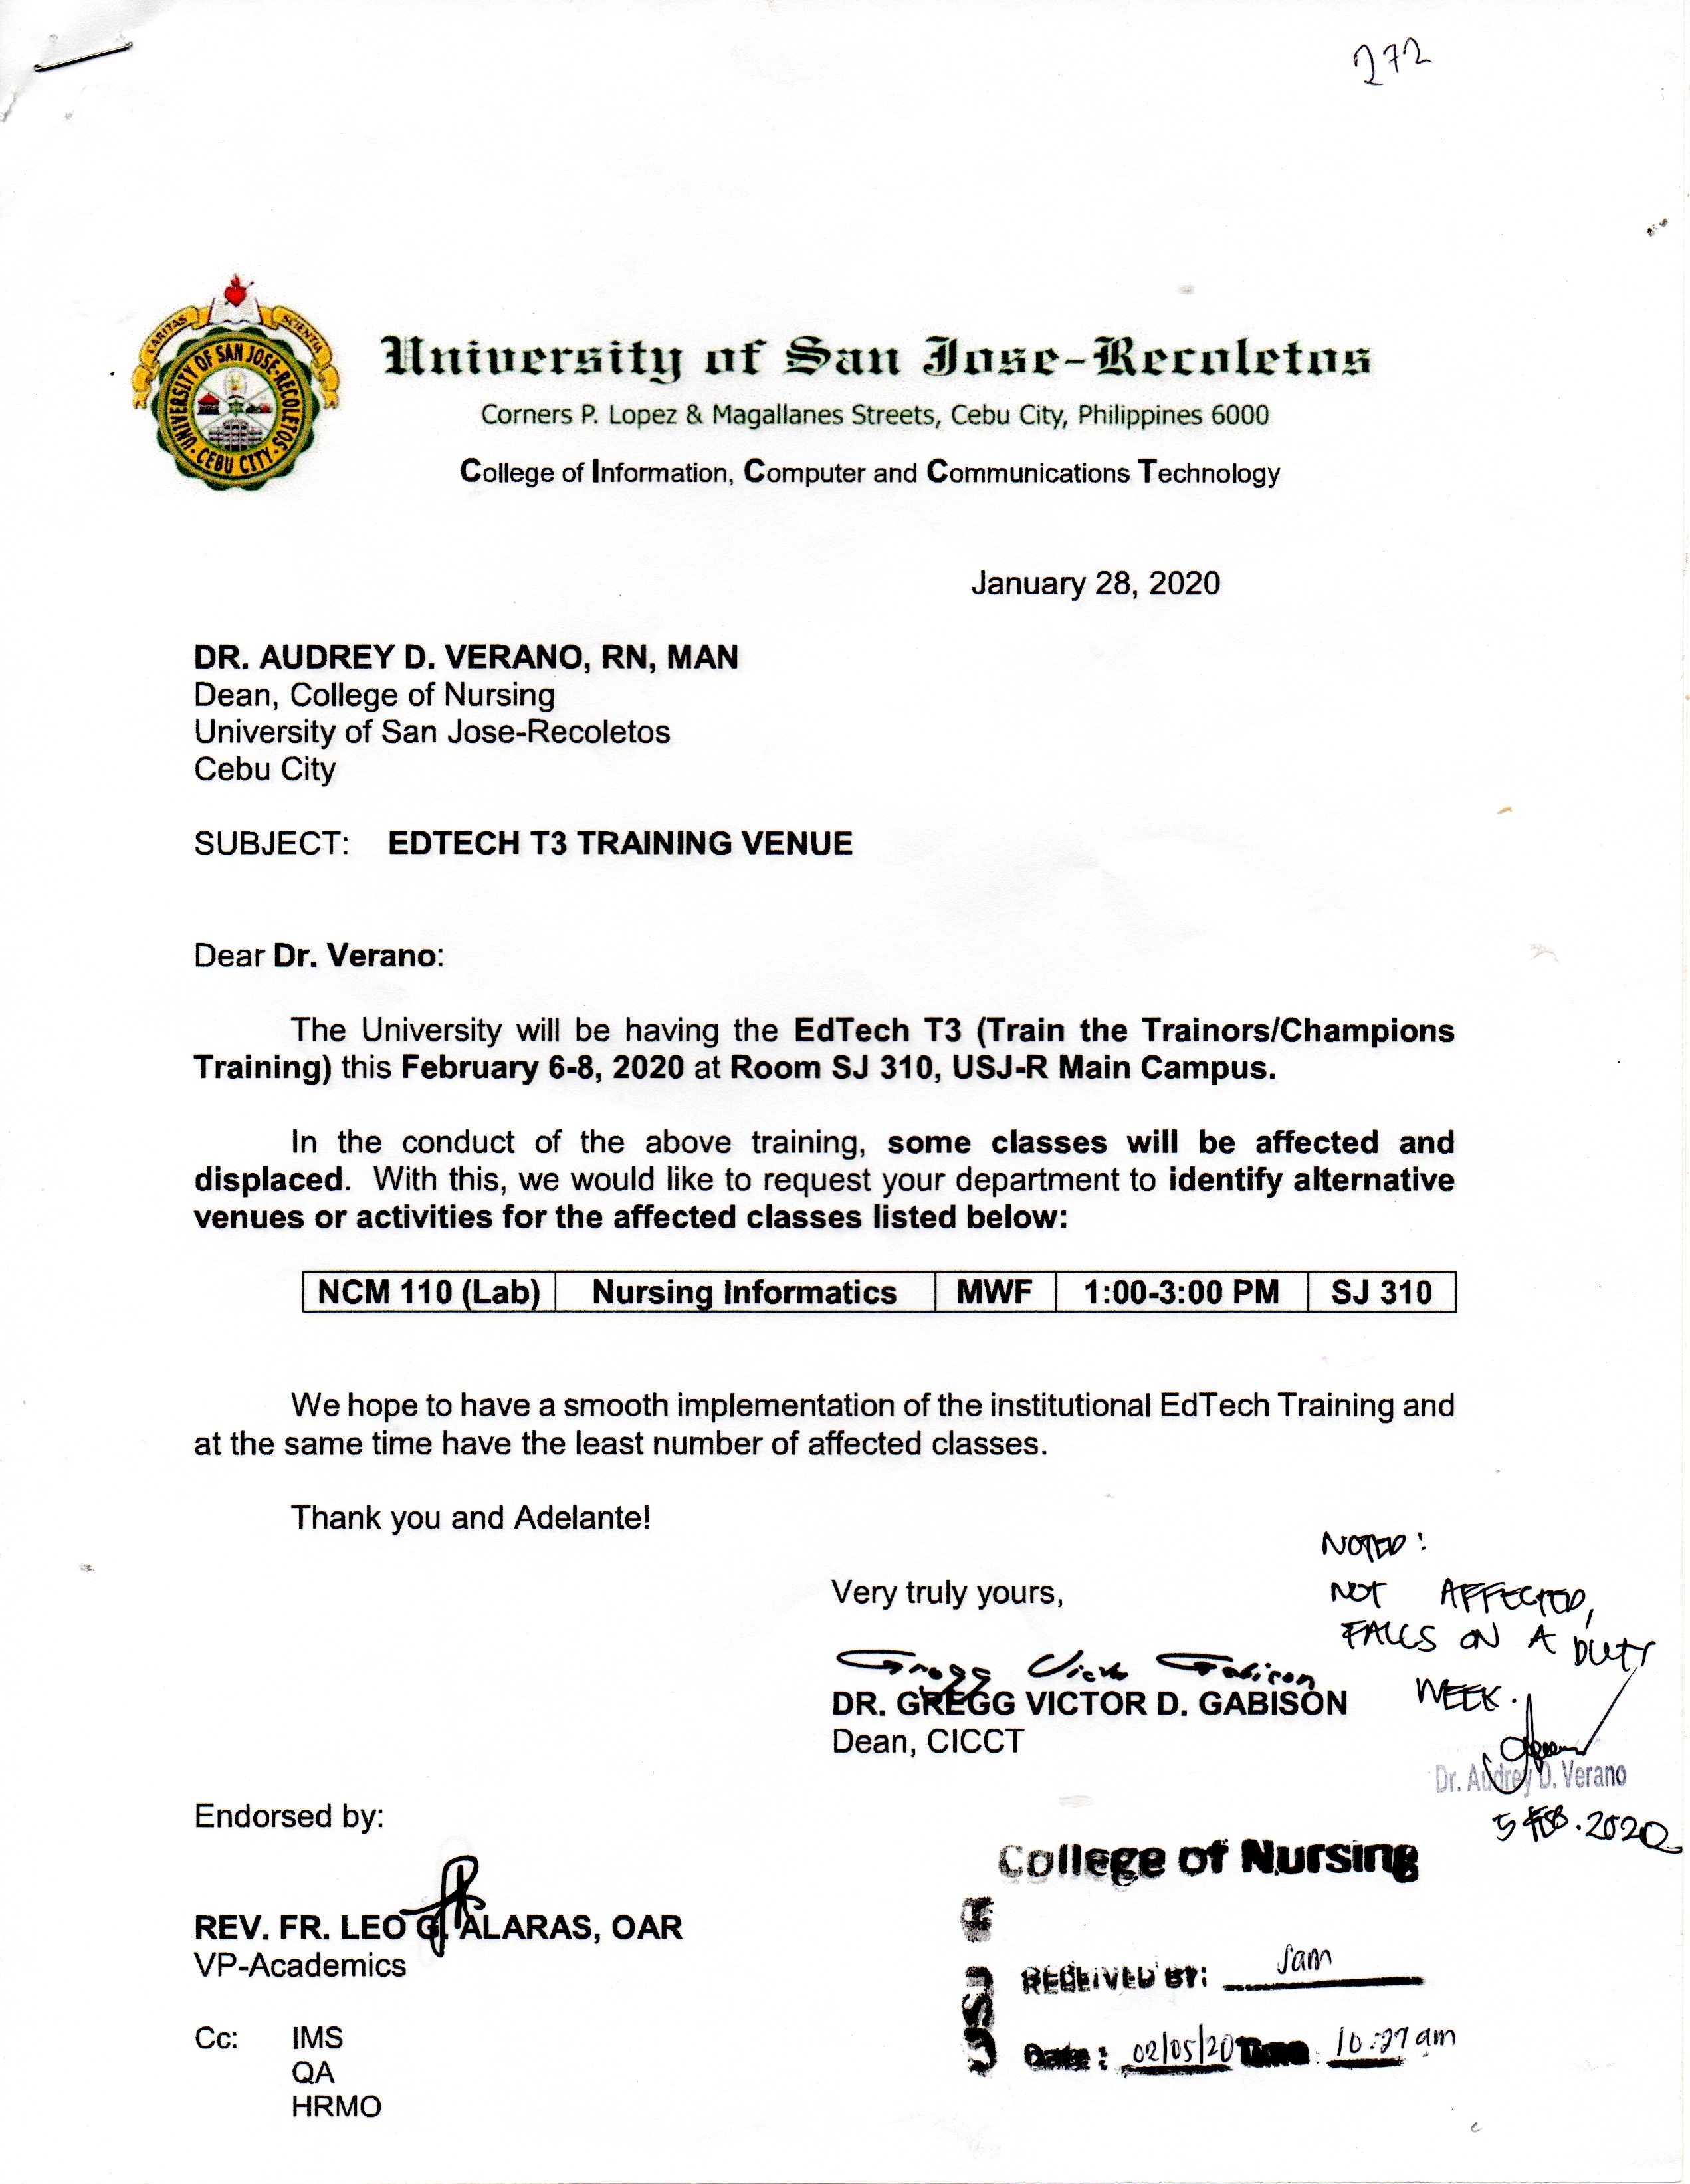 272
CARITAS
SCIENTIA
UNIVERSITY OF SAN JOSE-RECOLETOS
CEBU CITY
University of San Jose-Recoletos
Corners P. Lopez & Magallanes Streets, Cebu City, Philippines 6000
College of Information, Computer and Communications Technology
January 28, 2020
DR. AUDREY D. VERANO, RN, MAN
Dean, College of Nursing
University of San Jose-Recoletos
Cebu City
SUBJECT: EDTECH T3 TRAINING VENUE
Dear Dr. Verano:
The University will be having the EdTech T3 (Train the Trainors/Champions
Training) this February 6-8, 2020 at Room SJ 310, USJ-R Main Campus.
In the conduct of the above training, some classes will be affected and
displaced. With this, we would like to request your department to identify alternative
venues or activities for the affected classes listed below:
NCM 110 (Lab) Nursing Informatics MWF 1:00-3:00 PM SJ 310
We hope to have a smooth implementation of the institutional EdTech Training and
at the same time have the least number of affected classes.
Thank you and Adelante!
NOTED:
NOT AFFECTED,
FALLS ON A DUTY
WEEK.
Very truly yours,
Gregg Victor Gabison
DR. GREGG VICTOR D. GABISON
Dean, CICCT
Dr. Audrey D. Verano
5 FEB. 2020
Endorsed by:
REV. FR. LEO G. ALARAS, OAR
VP-Academics
College of Nursing
USJ-R
RECEIVED BY: Sam
Date: 02/05/20 Time: 10:27 am
Cc: IMS
QA
HRMO